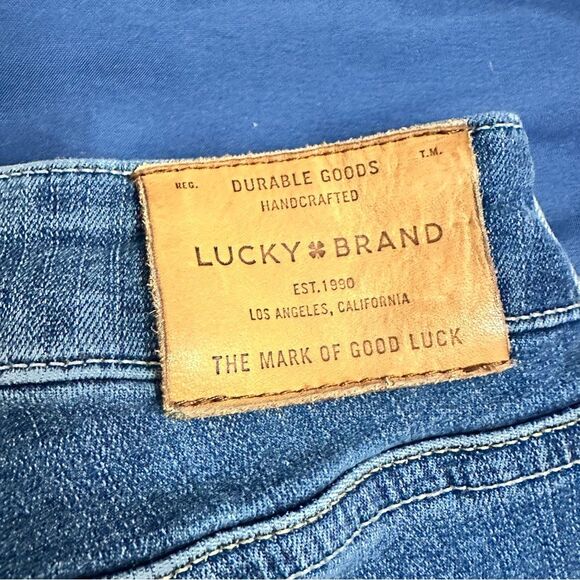 REG. T.M.
DURABLE GOODS
HANDCRAFTED
LUCKY BRAND
EST.1990
LOS ANGELES, CALIFORNIA
THE MARK OF GOOD LUCK